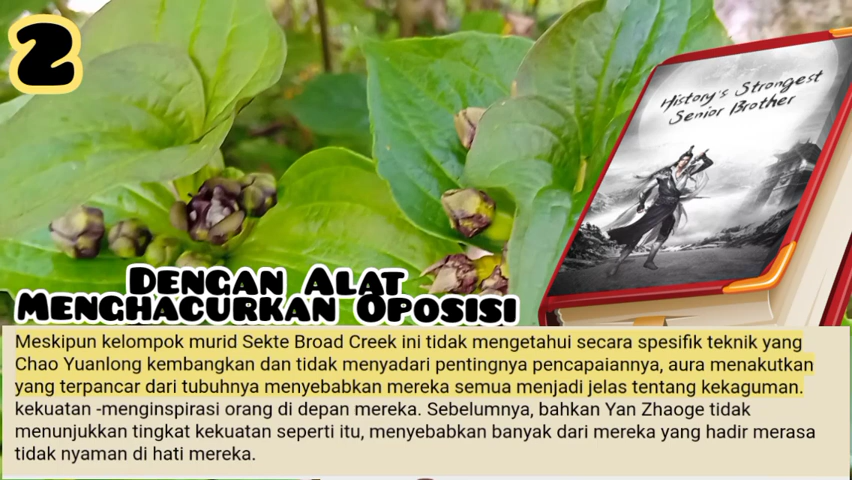 2
History's Strongest
Senior Brother
Dengan Alat
Menghacurkan Oposisi
Meskipun kelompok murid Sekte Broad Creek ini tidak mengetahui secara spesifik teknik yang
Chao Yuanlong kembangkan dan tidak menyadari pentingnya pencapaiannya, aura menakutkan
yang terpancar dari tubuhnya menyebabkan mereka semua menjadi jelas tentang kekaguman.
kekuatan -menginspirasi orang di depan mereka. Sebelumnya, bahkan Yan Zhaoge tidak
menunjukkan tingkat kekuatan seperti itu, menyebabkan banyak dari mereka yang hadir merasa
tidak nyaman di hati mereka.